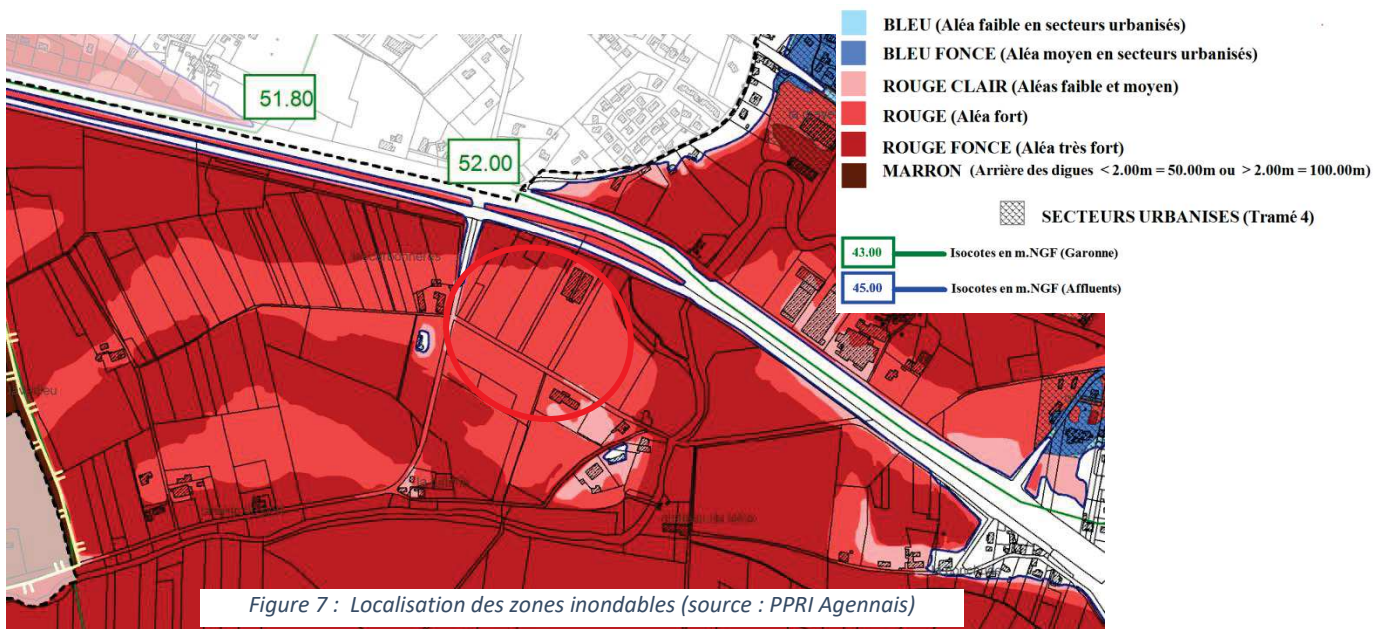 BLEU (Aléa faible en secteurs urbanisés)
BLEU FONCE (Aléa moyen en secteurs urbanisés)
ROUGE CLAIR (Aléas faible et moyen)
ROUGE (Aléa fort)
ROUGE FONCE (Aléa très fort)
MARRON (Arrière des digues < 2.00m = 50.00m ou > 2.00m = 100.00m)
SECTEURS URBANISES (Tramé 4)
43.00 Isocotes en m.NGF (Garonne)
45.00 Isocotes en m.NGF (Affluents)
51.80
52.00
Figure 7 : Localisation des zones inondables (source : PPRI Agennais)